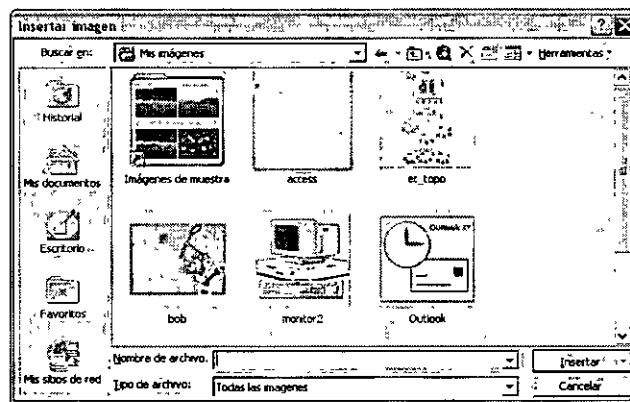 Insertar imagen
Buscar en: Mis imágenes Herramientas
Historial
Mis documentos
Escritorio
Favoritos
Mis sitios de red
Imágenes de muestra access et_topo
OUTLOOK
bob monitor2 Outlook
Nombre de archivo: Insertar
Tipo de archivo: Todas las imagenes Cancelar